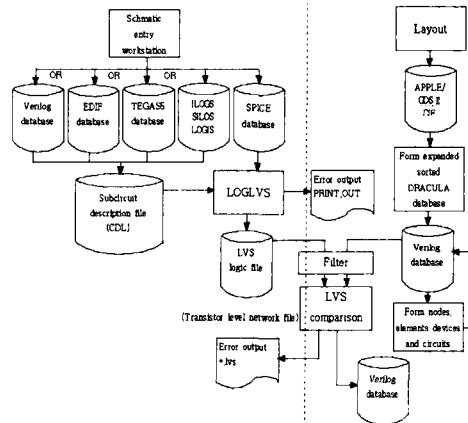 Schmatic
entry
workstation
OR
OR
OR
Verilog
database
EDIF
database
TEGAS5
database
ILOGS
SILOS
LOGIS
SPICE
database
Subcircuit
description file
(CDL)
LOGLVS
Error output
PRINT.OUT
LVS
logic file
Filter
(Transistor level network file)
LVS
comparison
Error output
*.lvs
Verilog
database
Layout
APPLE/
GDS II
CIF
Form expanded
sorted
DRACULA
database
Verilog
database
Form nodes,
elements devices
and circuits